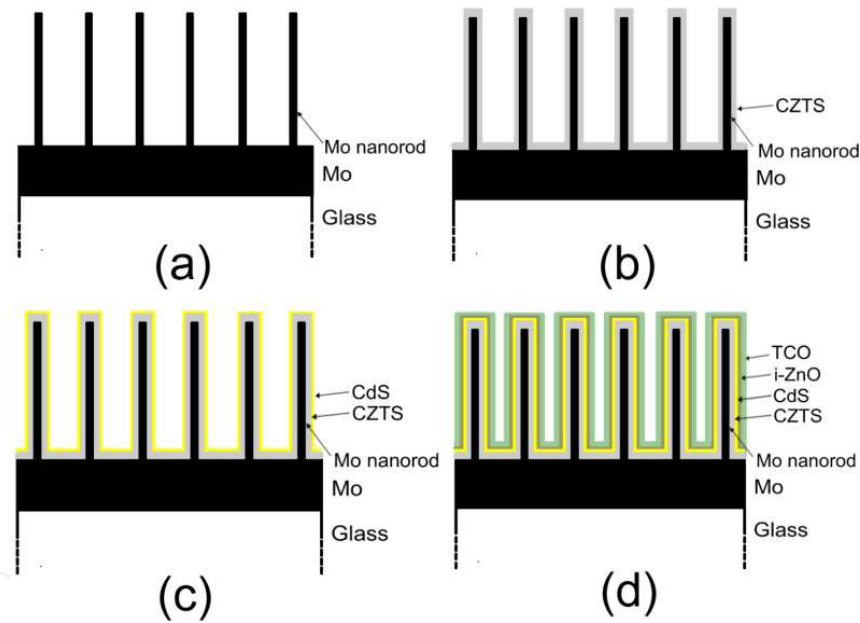 Mo nanorod
Mo
Glass
(a)
CZTS
Mo nanorod
Mo
Glass
(b)
CdS
CZTS
Mo nanorod
Mo
Glass
(c)
TCO
i-ZnO
CdS
CZTS
Mo nanorod
Mo
Glass
(d)